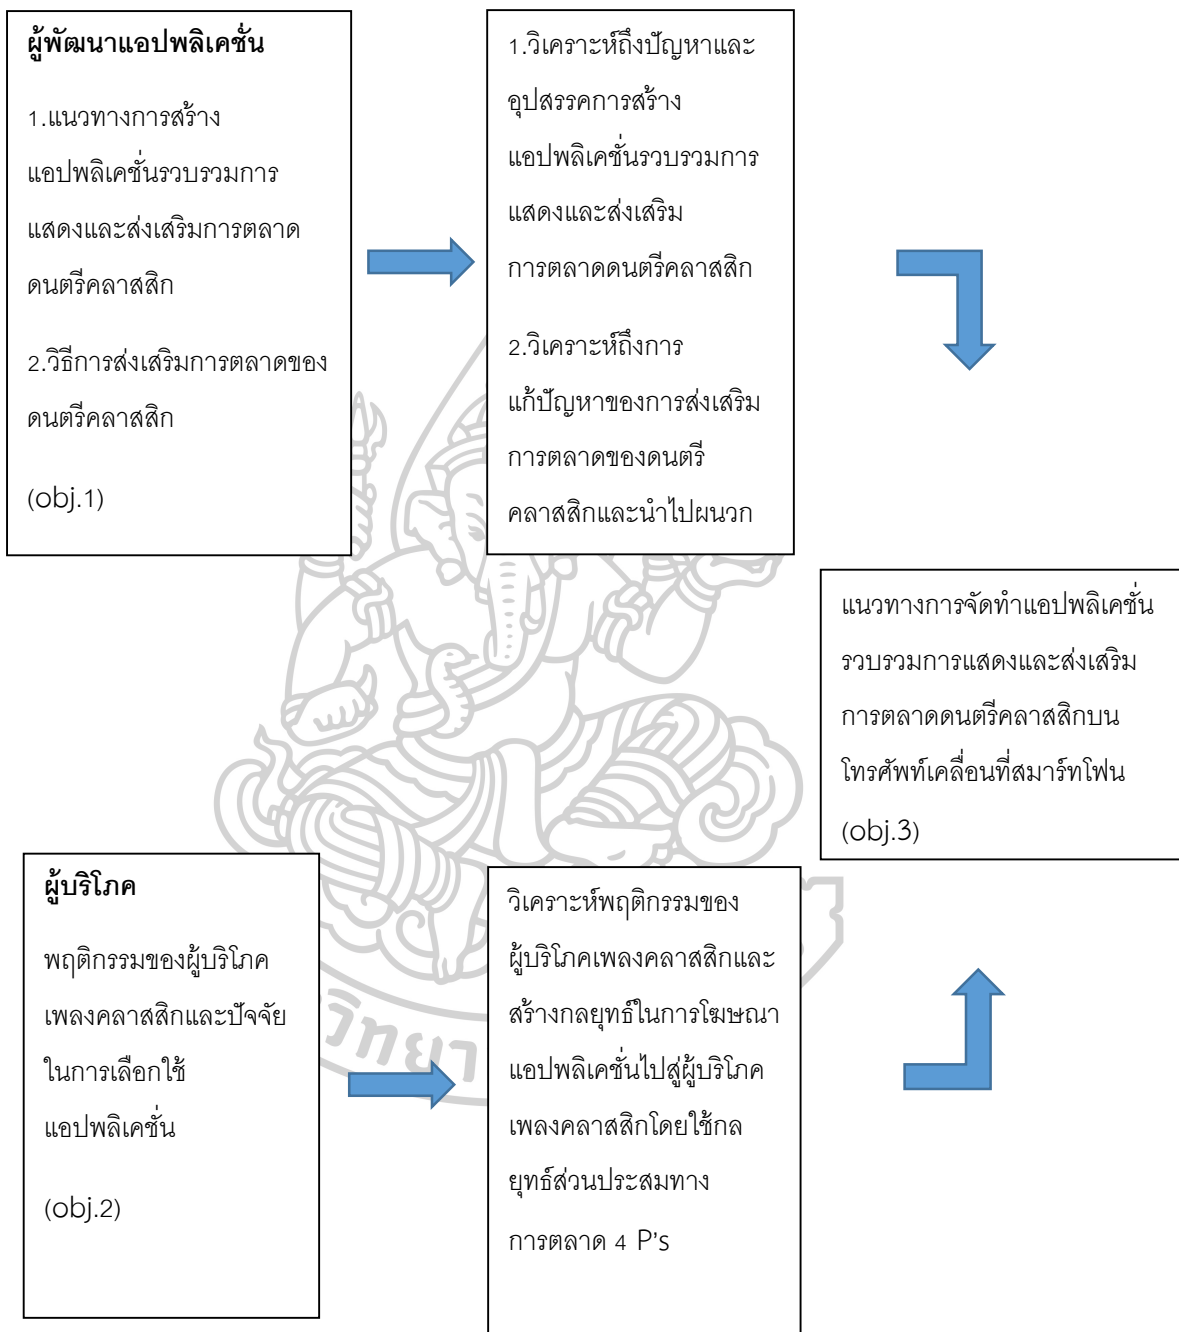 ผู้พัฒนาแอปพลิเคชั่น
1.แนวทางการสร้าง
แอปพลิเคชั่นรวบรวมการ
แสดงและส่งเสริมการตลาด
ดนตรีคลาสสิก
2.วิธีการส่งเสริมการตลาดของ
ดนตรีคลาสสิก
(obj.1)
1.วิเคราะห์ถึงปัญหาและ
อุปสรรคการสร้าง
แอปพลิเคชั่นรวบรวมการ
แสดงและส่งเสริม
การตลาดดนตรีคลาสสิก
2.วิเคราะห์ถึงการ
แก้ปัญหาของการส่งเสริม
การตลาดของดนตรี
คลาสสิกและนำไปผนวก
แนวทางการจัดทำแอปพลิเคชั่น
รวบรวมการแสดงและส่งเสริม
การตลาดดนตรีคลาสสิกบน
โทรศัพท์เคลื่อนที่สมาร์ทโฟน
(obj.3)
ผู้บริโภค
พฤติกรรมของผู้บริโภค
เพลงคลาสสิกและปัจจัย
ในการเลือกใช้
แอปพลิเคชั่น
(obj.2)
วิเคราะห์พฤติกรรมของ
ผู้บริโภคเพลงคลาสสิกและ
สร้างกลยุทธ์ในการโฆษณา
แอปพลิเคชั่นไปสู่ผู้บริโภค
เพลงคลาสสิกโดยใช้กล
ยุทธ์ส่วนประสมทาง
การตลาด 4 P's